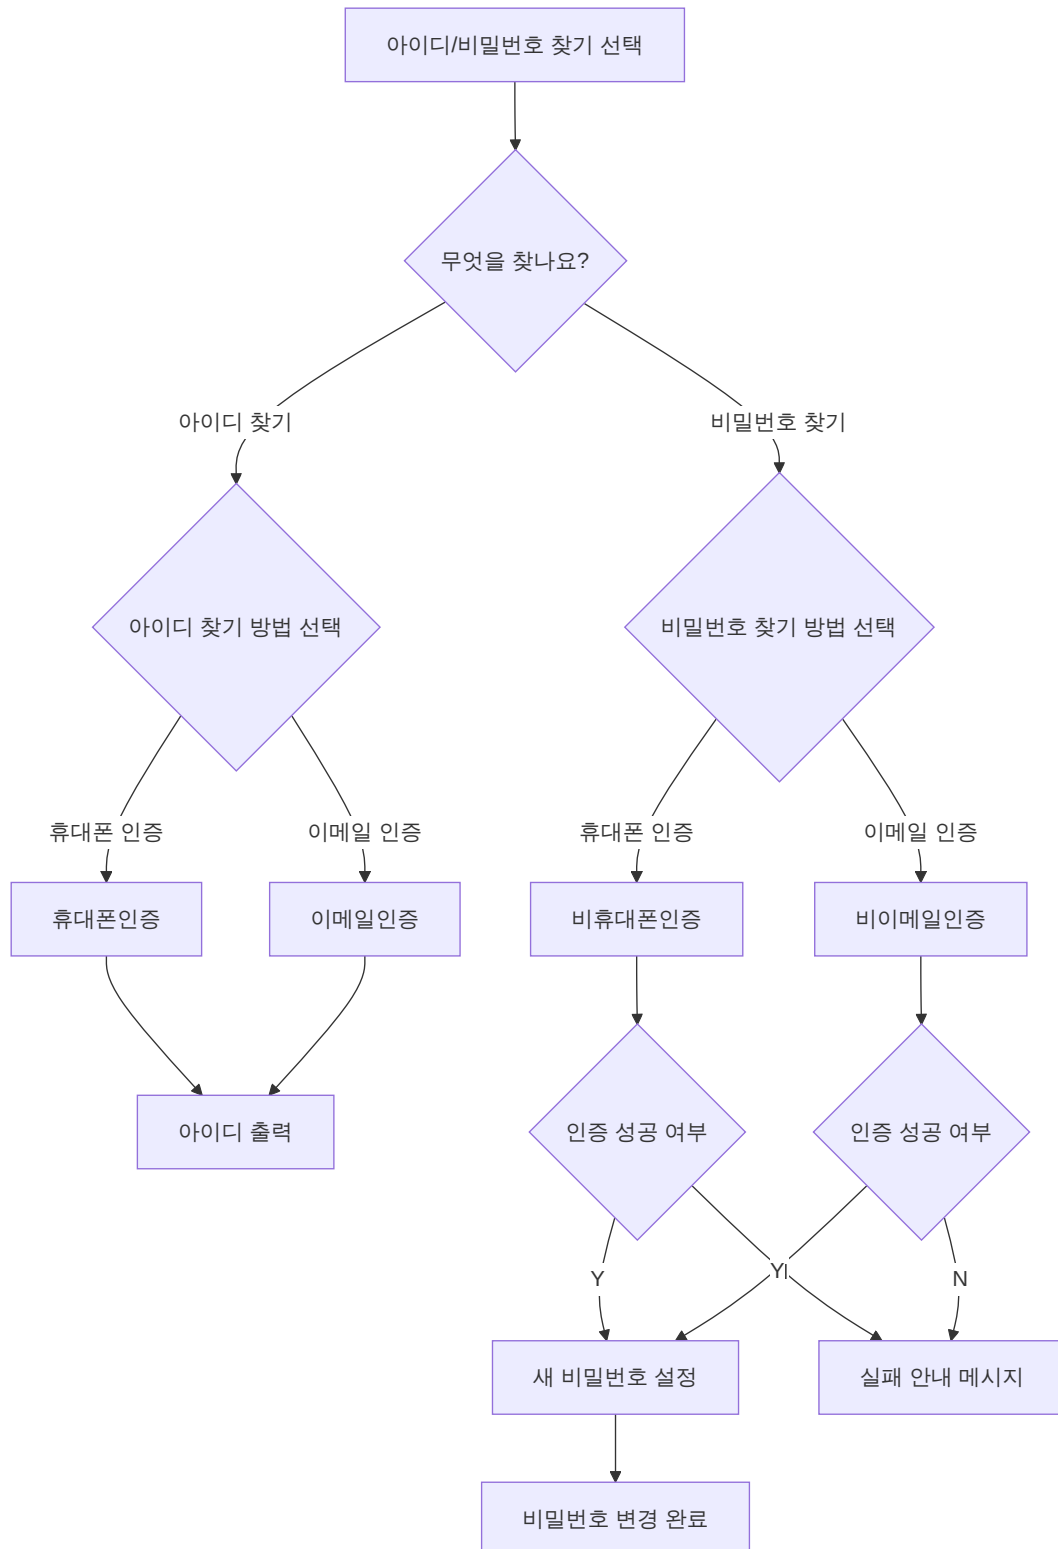 아이디/비밀번호 찾기 선택
무엇을 찾나요?
아이디 찾기
비밀번호 찾기
아이디 찾기 방법 선택
비밀번호 찾기 방법 선택
휴대폰 인증
이메일 인증
휴대폰 인증
이메일 인증
휴대폰인증
이메일인증
비휴대폰인증
비이메일인증
아이디 출력
인증 성공 여부
인증 성공 여부
Y
Y
N
새 비밀번호 설정
실패 안내 메시지
비밀번호 변경 완료